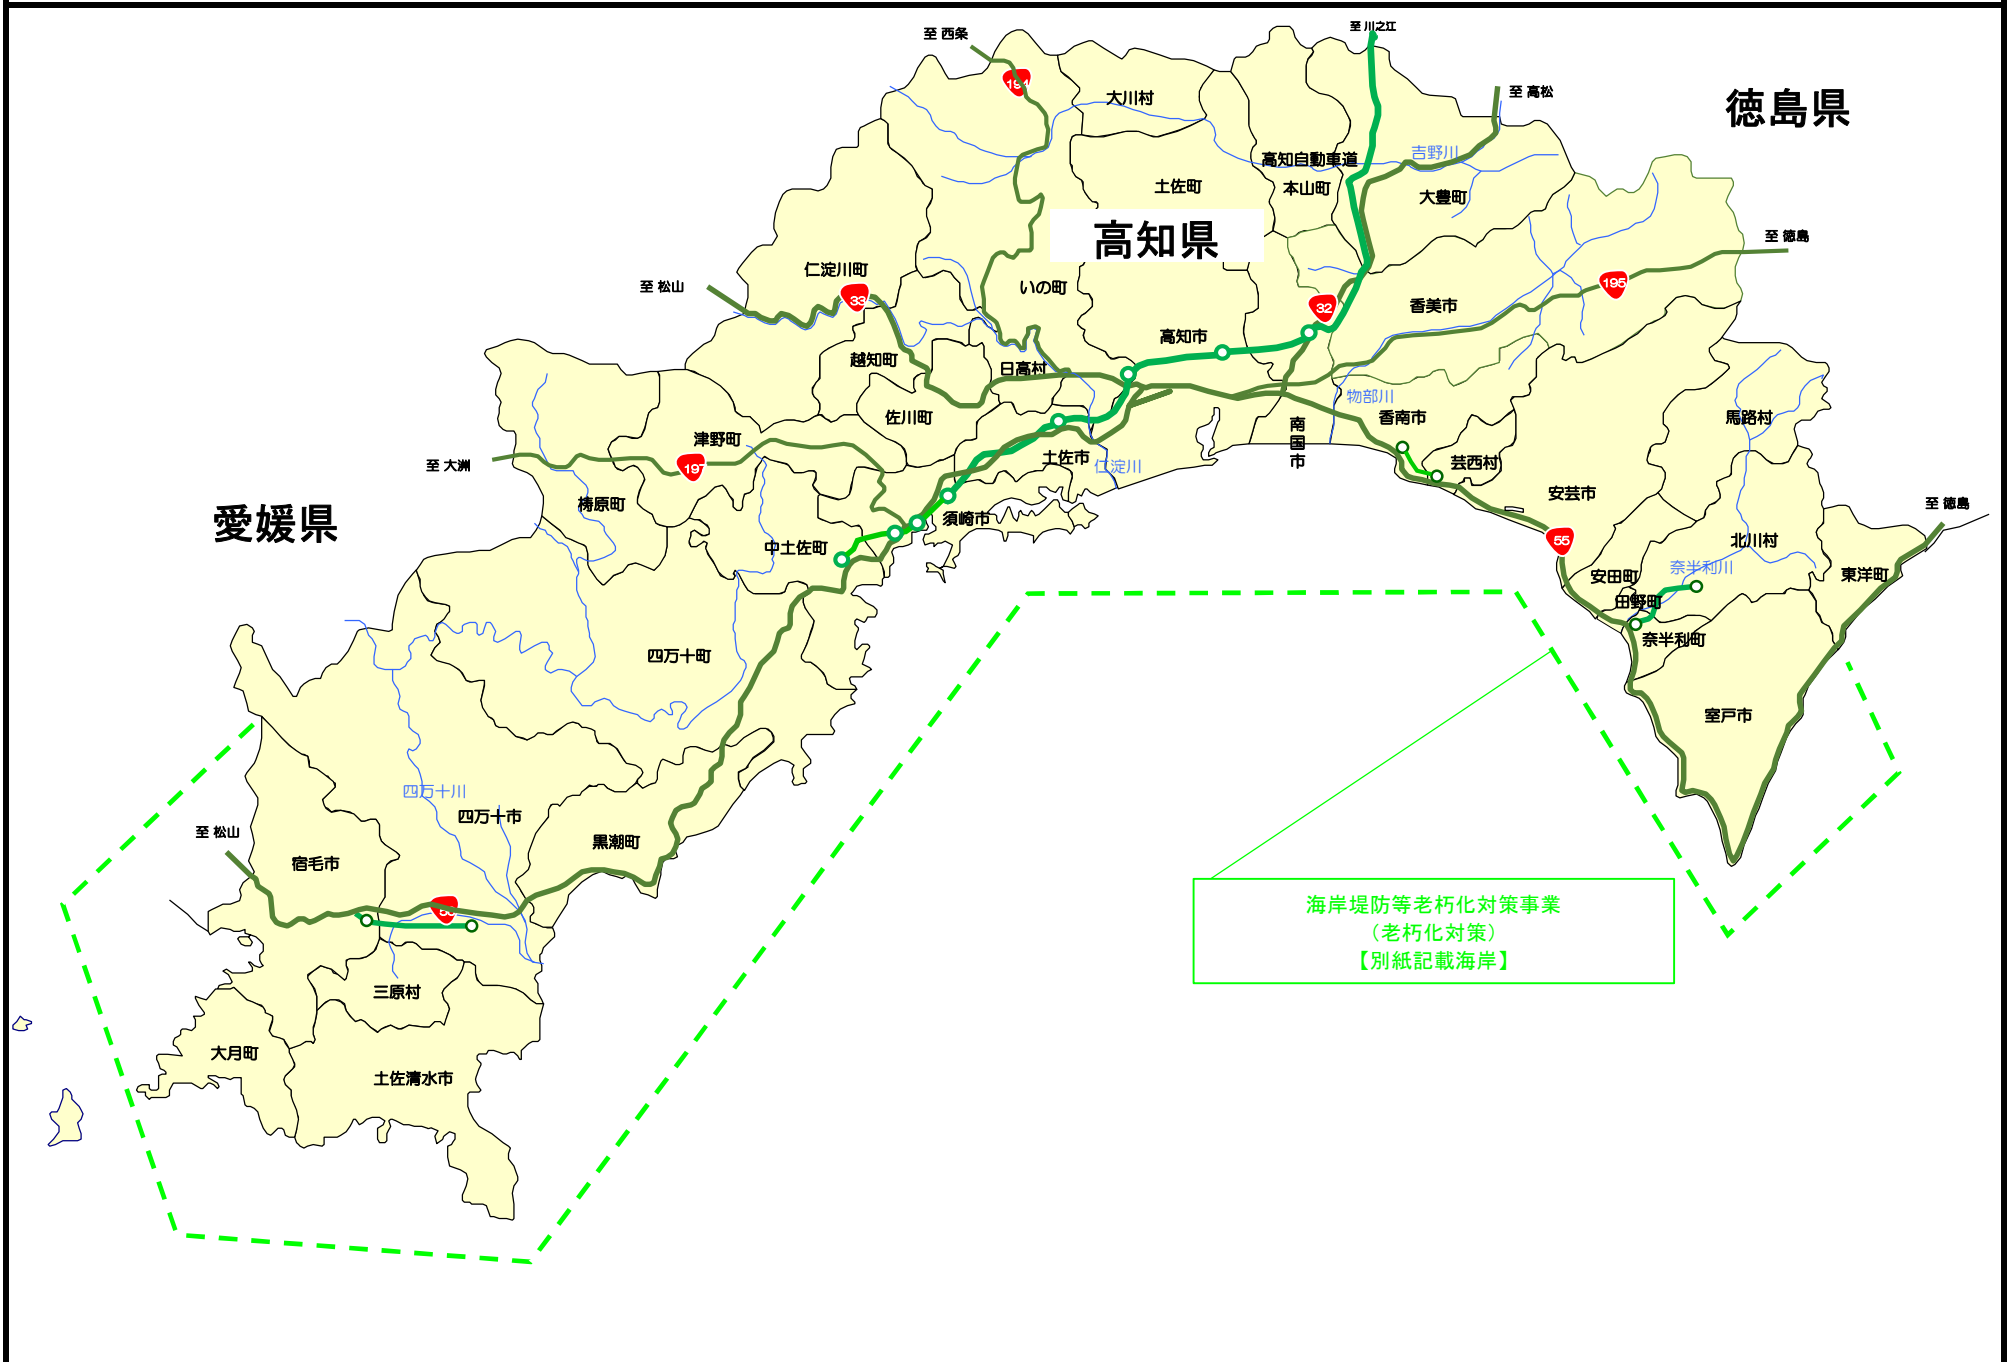 至 川之江
至 西条
194
至 高松
大川村
徳島県
吉野川
高知自動車道
土佐町
本山町
大豊町
高知県
至 徳島
仁淀川町
至 松山
いの町
195
33
32
香美市
高知市
越知町
日高村
物部川
佐川町
香南市
馬路村
南国市
津野町
土佐市
芸西村
至 大洲
197
仁淀川
安芸市
梼原町
至 徳島
須崎市
愛媛県
北川村
55
中土佐町
奈半利川
安田町
東洋町
田野町
奈半利町
四万十町
室戸市
四万十川
四万十市
至 松山
黒潮町
宿毛市
海岸堤防等老朽化対策事業
（老朽化対策）
【別紙記載海岸】
三原村
大月町
土佐清水市